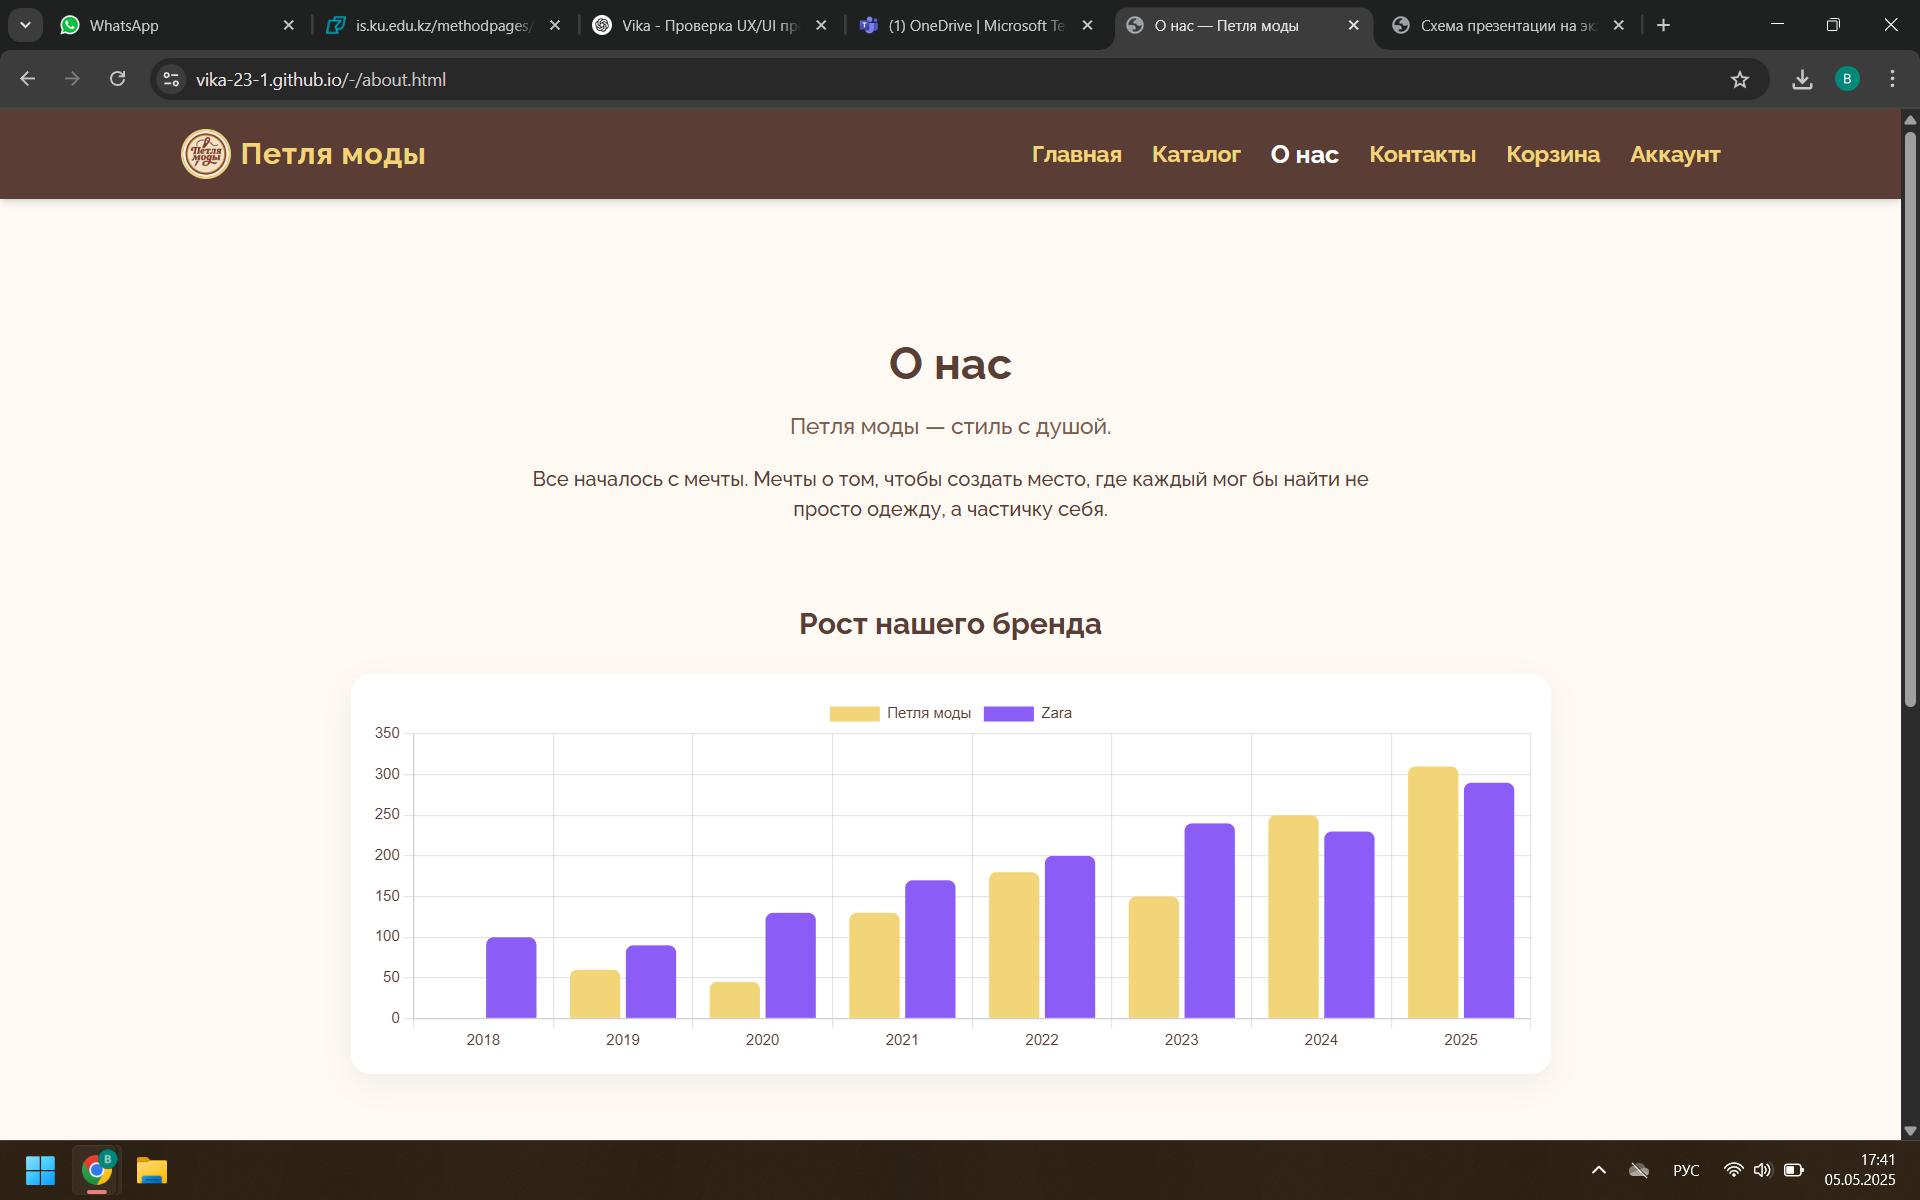 WhatsApp
is.ku.edu.kz/methodpages/
Vika - Проверка UX/UI пр
(1) OneDrive | Microsoft Te
О нас — Петля моды
Схема презентации на эк
vika-23-1.github.io/-/about.html
B
Петля моды
Петля моды
Главная
Каталог
О нас
Контакты
Корзина
Аккаунт
О нас
Петля моды — стиль с душой.
Все началось с мечты. Мечты о том, чтобы создать место, где каждый мог бы найти не
просто одежду, а частичку себя.
Рост нашего бренда
Петля моды
Zara
350
300
250
200
150
100
50
0
2018
2019
2020
2021
2022
2023
2024
2025
B
РУС
17:41
05.05.2025